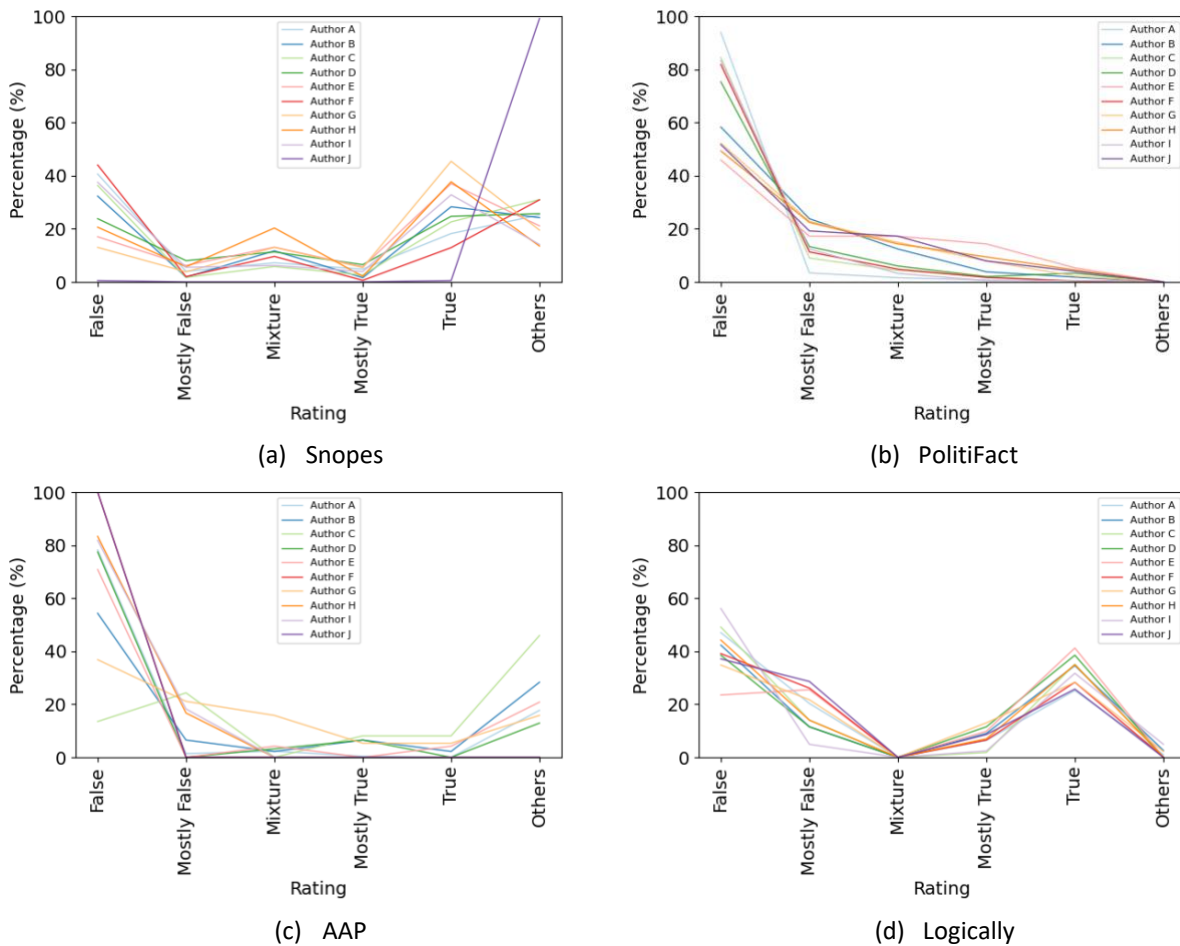 100
80
60
40
20
0
Percentage (%)
Author A
Author B
Author C
Author D
Author E
Author F
Author G
Author H
Author I
Author J
False
Mostly False
Mixture
Mostly True
True
Others
Rating
(a) Snopes
100
80
60
40
20
0
Percentage (%)
Author A
Author B
Author C
Author D
Author E
Author F
Author G
Author H
Author I
Author J
False
Mostly False
Mixture
Mostly True
True
Others
Rating
(b) PolitiFact
100
80
60
40
20
0
Percentage (%)
Author A
Author B
Author C
Author D
Author E
Author F
Author G
Author H
Author I
Author J
False
Mostly False
Mixture
Mostly True
True
Others
Rating
(c) AAP
100
80
60
40
20
0
Percentage (%)
Author A
Author B
Author C
Author D
Author E
Author F
Author G
Author H
Author I
Author J
False
Mostly False
Mixture
Mostly True
True
Others
Rating
(d) Logically